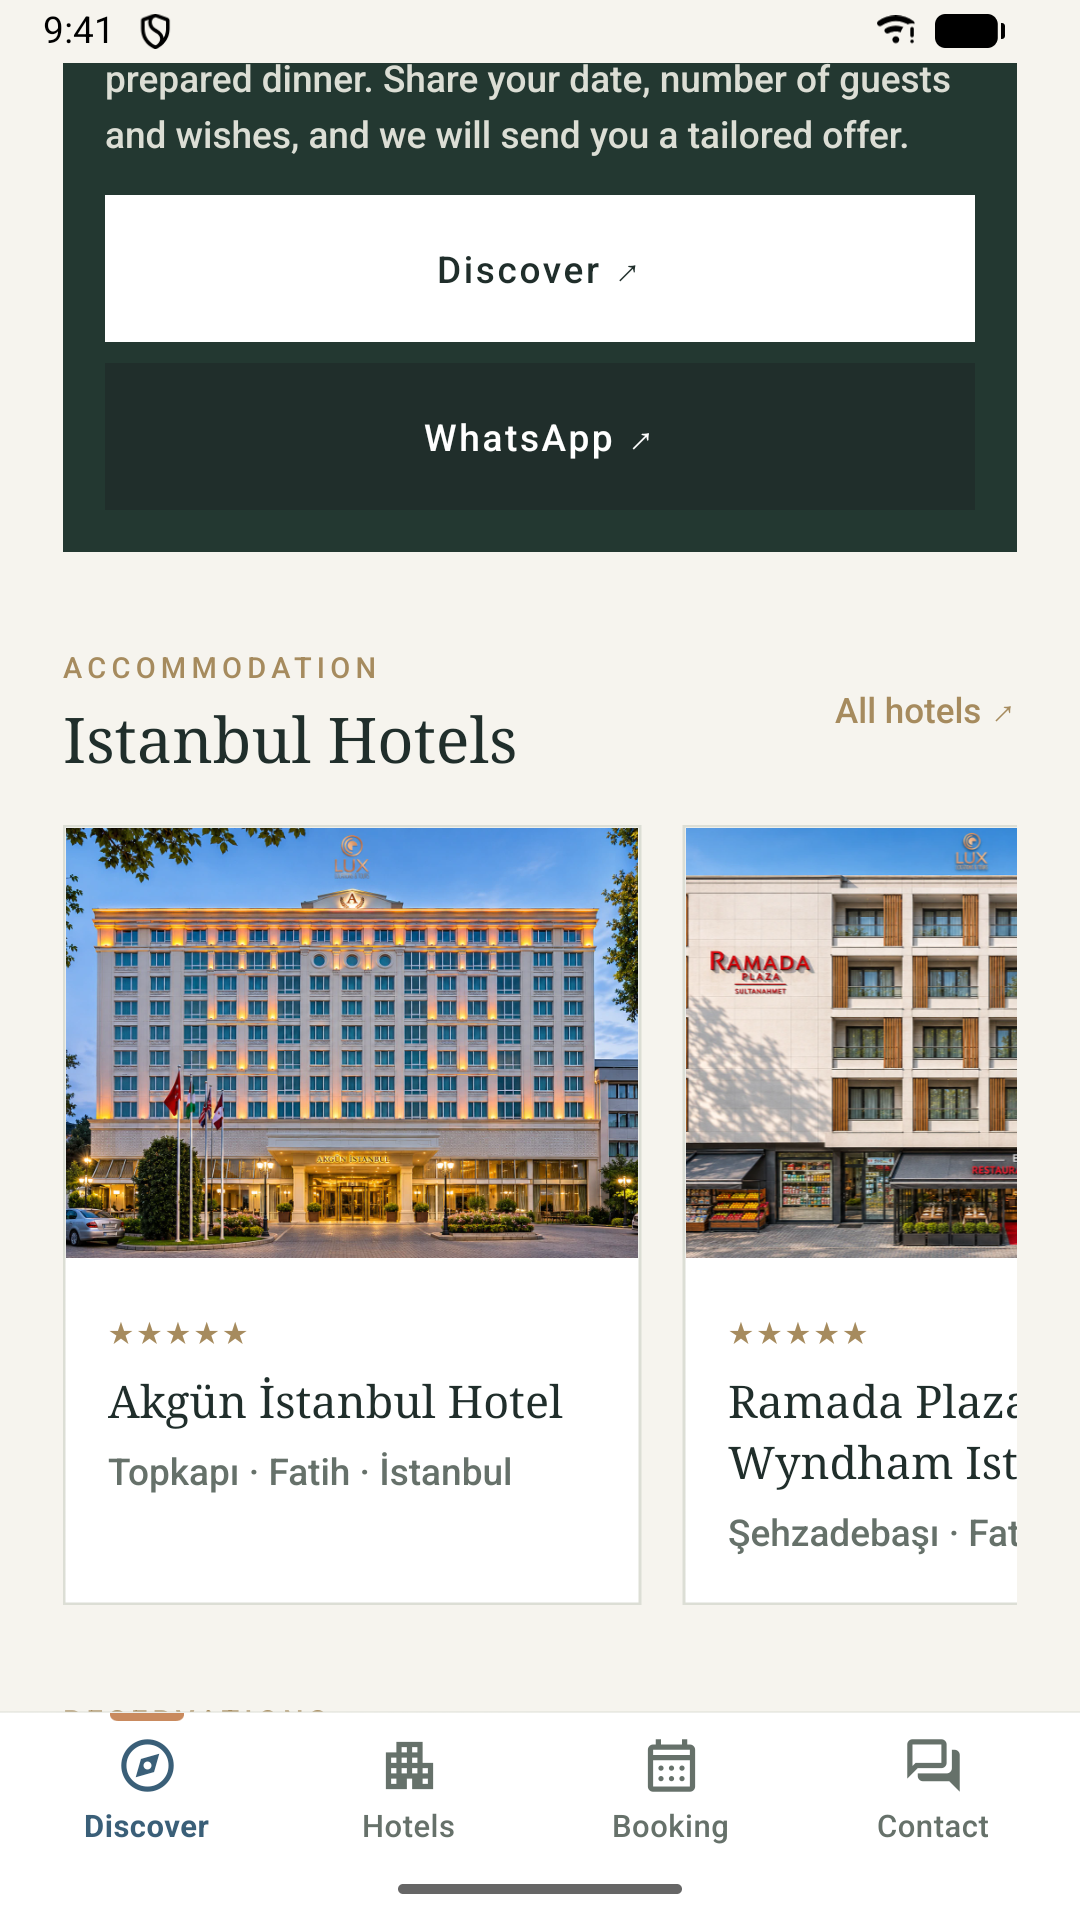 9:41
prepared dinner. Share your date, number of guests
and wishes, and we will send you a tailored offer.
Discover ↗
WhatsApp ↗
ACCOMMODATION
Istanbul Hotels
All hotels ↗
LUX
A
AKGÜN İSTANBUL
★★★★★
Akgün İstanbul Hotel
Topkapı · Fatih · İstanbul
LUX
RAMADA
PLAZA
SULTANAHMET
★★★★★
Ramada Plaza
Wyndham Ist
Şehzadebaşı · Fat
Discover
Hotels
Booking
Contact